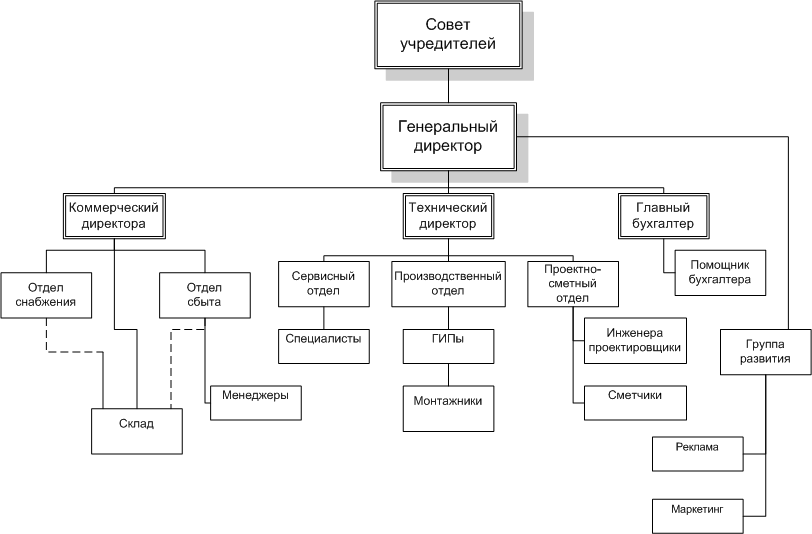 Совет
учредителей
Генеральный
директор
Коммерческий
директора
Технический
директор
Главный
бухгалтер
Отдел
снабжения
Отдел
сбыта
Сервисный
отдел
Производственный
отдел
Проектно-
сметный отдел
Помощник
бухгалтера
Специалисты
ГИПы
Инженера
проектировщики
Группа
развития
Менеджеры
Монтажники
Сметчики
Склад
Реклама
Маркетинг